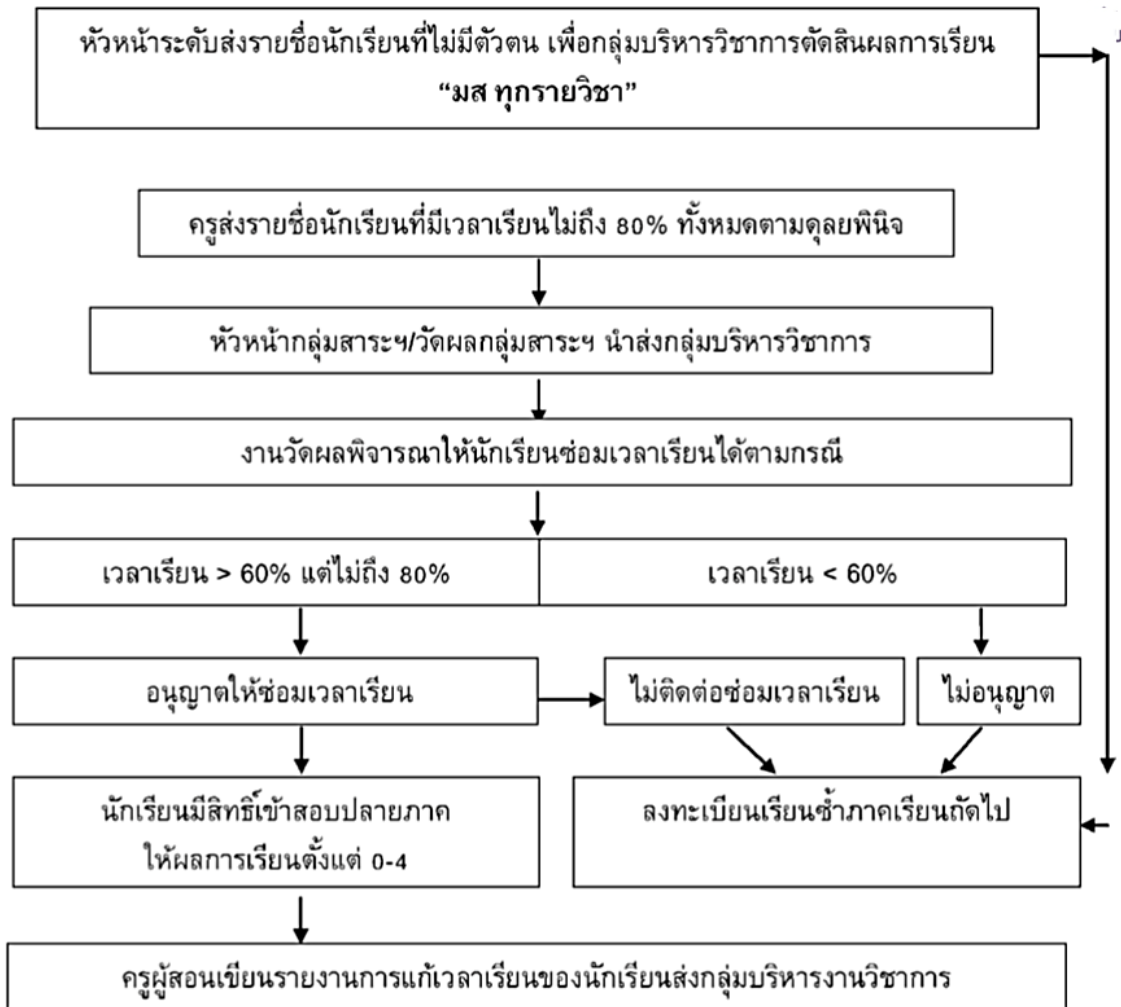 หัวหน้าระดับส่งรายชื่อนักเรียนที่ไม่มีตัวตน เพื่อกลุ่มบริหารวิชาการตัดสินผลการเรียน
“มส ทุกรายวิชา”
ครูส่งรายชื่อนักเรียนที่มีเวลาเรียนไม่ถึง 80% ทั้งหมดตามดุลยพินิจ
หัวหน้ากลุ่มสาระฯ/วัดผลกลุ่มสาระฯ นำส่งกลุ่มบริหารวิชาการ
งานวัดผลพิจารณาให้นักเรียนซ่อมเวลาเรียนได้ตามกรณี
เวลาเรียน > 60% แต่ไม่ถึง 80%
เวลาเรียน < 60%
อนุญาตให้ซ่อมเวลาเรียน
ไม่ติดต่อซ่อมเวลาเรียน
ไม่อนุญาต
นักเรียนมีสิทธิ์เข้าสอบปลายภาค
ให้ผลการเรียนตั้งแต่ 0-4
ลงทะเบียนเรียนซ้ำภาคเรียนถัดไป
ครูผู้สอนเขียนรายงานการแก้เวลาเรียนของนักเรียนส่งกลุ่มบริหารงานวิชาการ